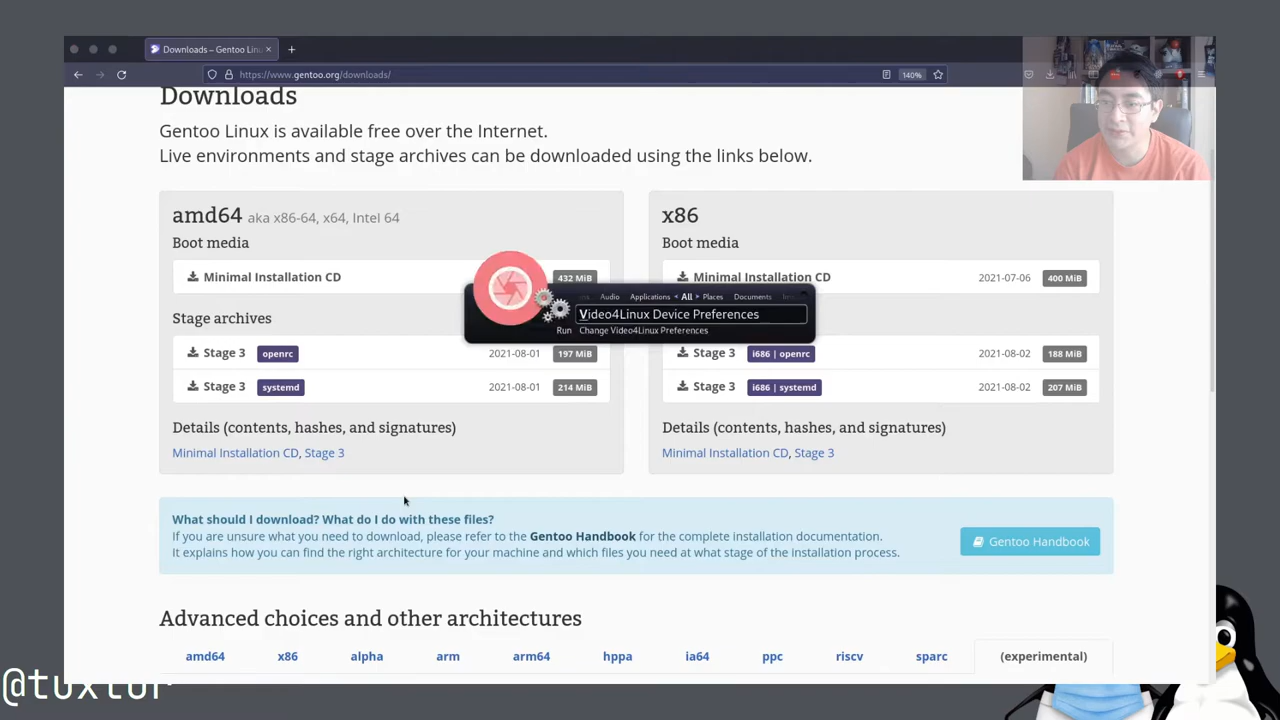 Downloads – Gentoo Lin
https://www.gentoo.org/downloads/
140%
Downloads
Gentoo Linux is available free over the Internet.
Live environments and stage archives can be downloaded using the links below.
amd64 aka x86-64, x64, Intel 64
Boot media
Minimal Installation CD 432 MiB
Stage archives
Stage 3 openrc 2021-08-01 197 MiB
Stage 3 systemd 2021-08-01 214 MiB
Details (contents, hashes, and signatures)
Minimal Installation CD, Stage 3
x86
Boot media
Minimal Installation CD 2021-07-06 400 MiB
Stage 3 i686 | openrc 2021-08-02 188 MiB
Stage 3 i686 | systemd 2021-08-02 207 MiB
Details (contents, hashes, and signatures)
Minimal Installation CD, Stage 3
Audio Applications < All > Places Documents
Video4Linux Device Preferences
Run Change Video4Linux Preferences
What should I download? What do I do with these files?
If you are unsure what you need to download, please refer to the Gentoo Handbook for the complete installation documentation.
It explains how you can find the right architecture for your machine and which files you need at what stage of the installation process.
Gentoo Handbook
Advanced choices and other architectures
amd64 x86 alpha arm arm64 hppa ia64 ppc riscv sparc (experimental)